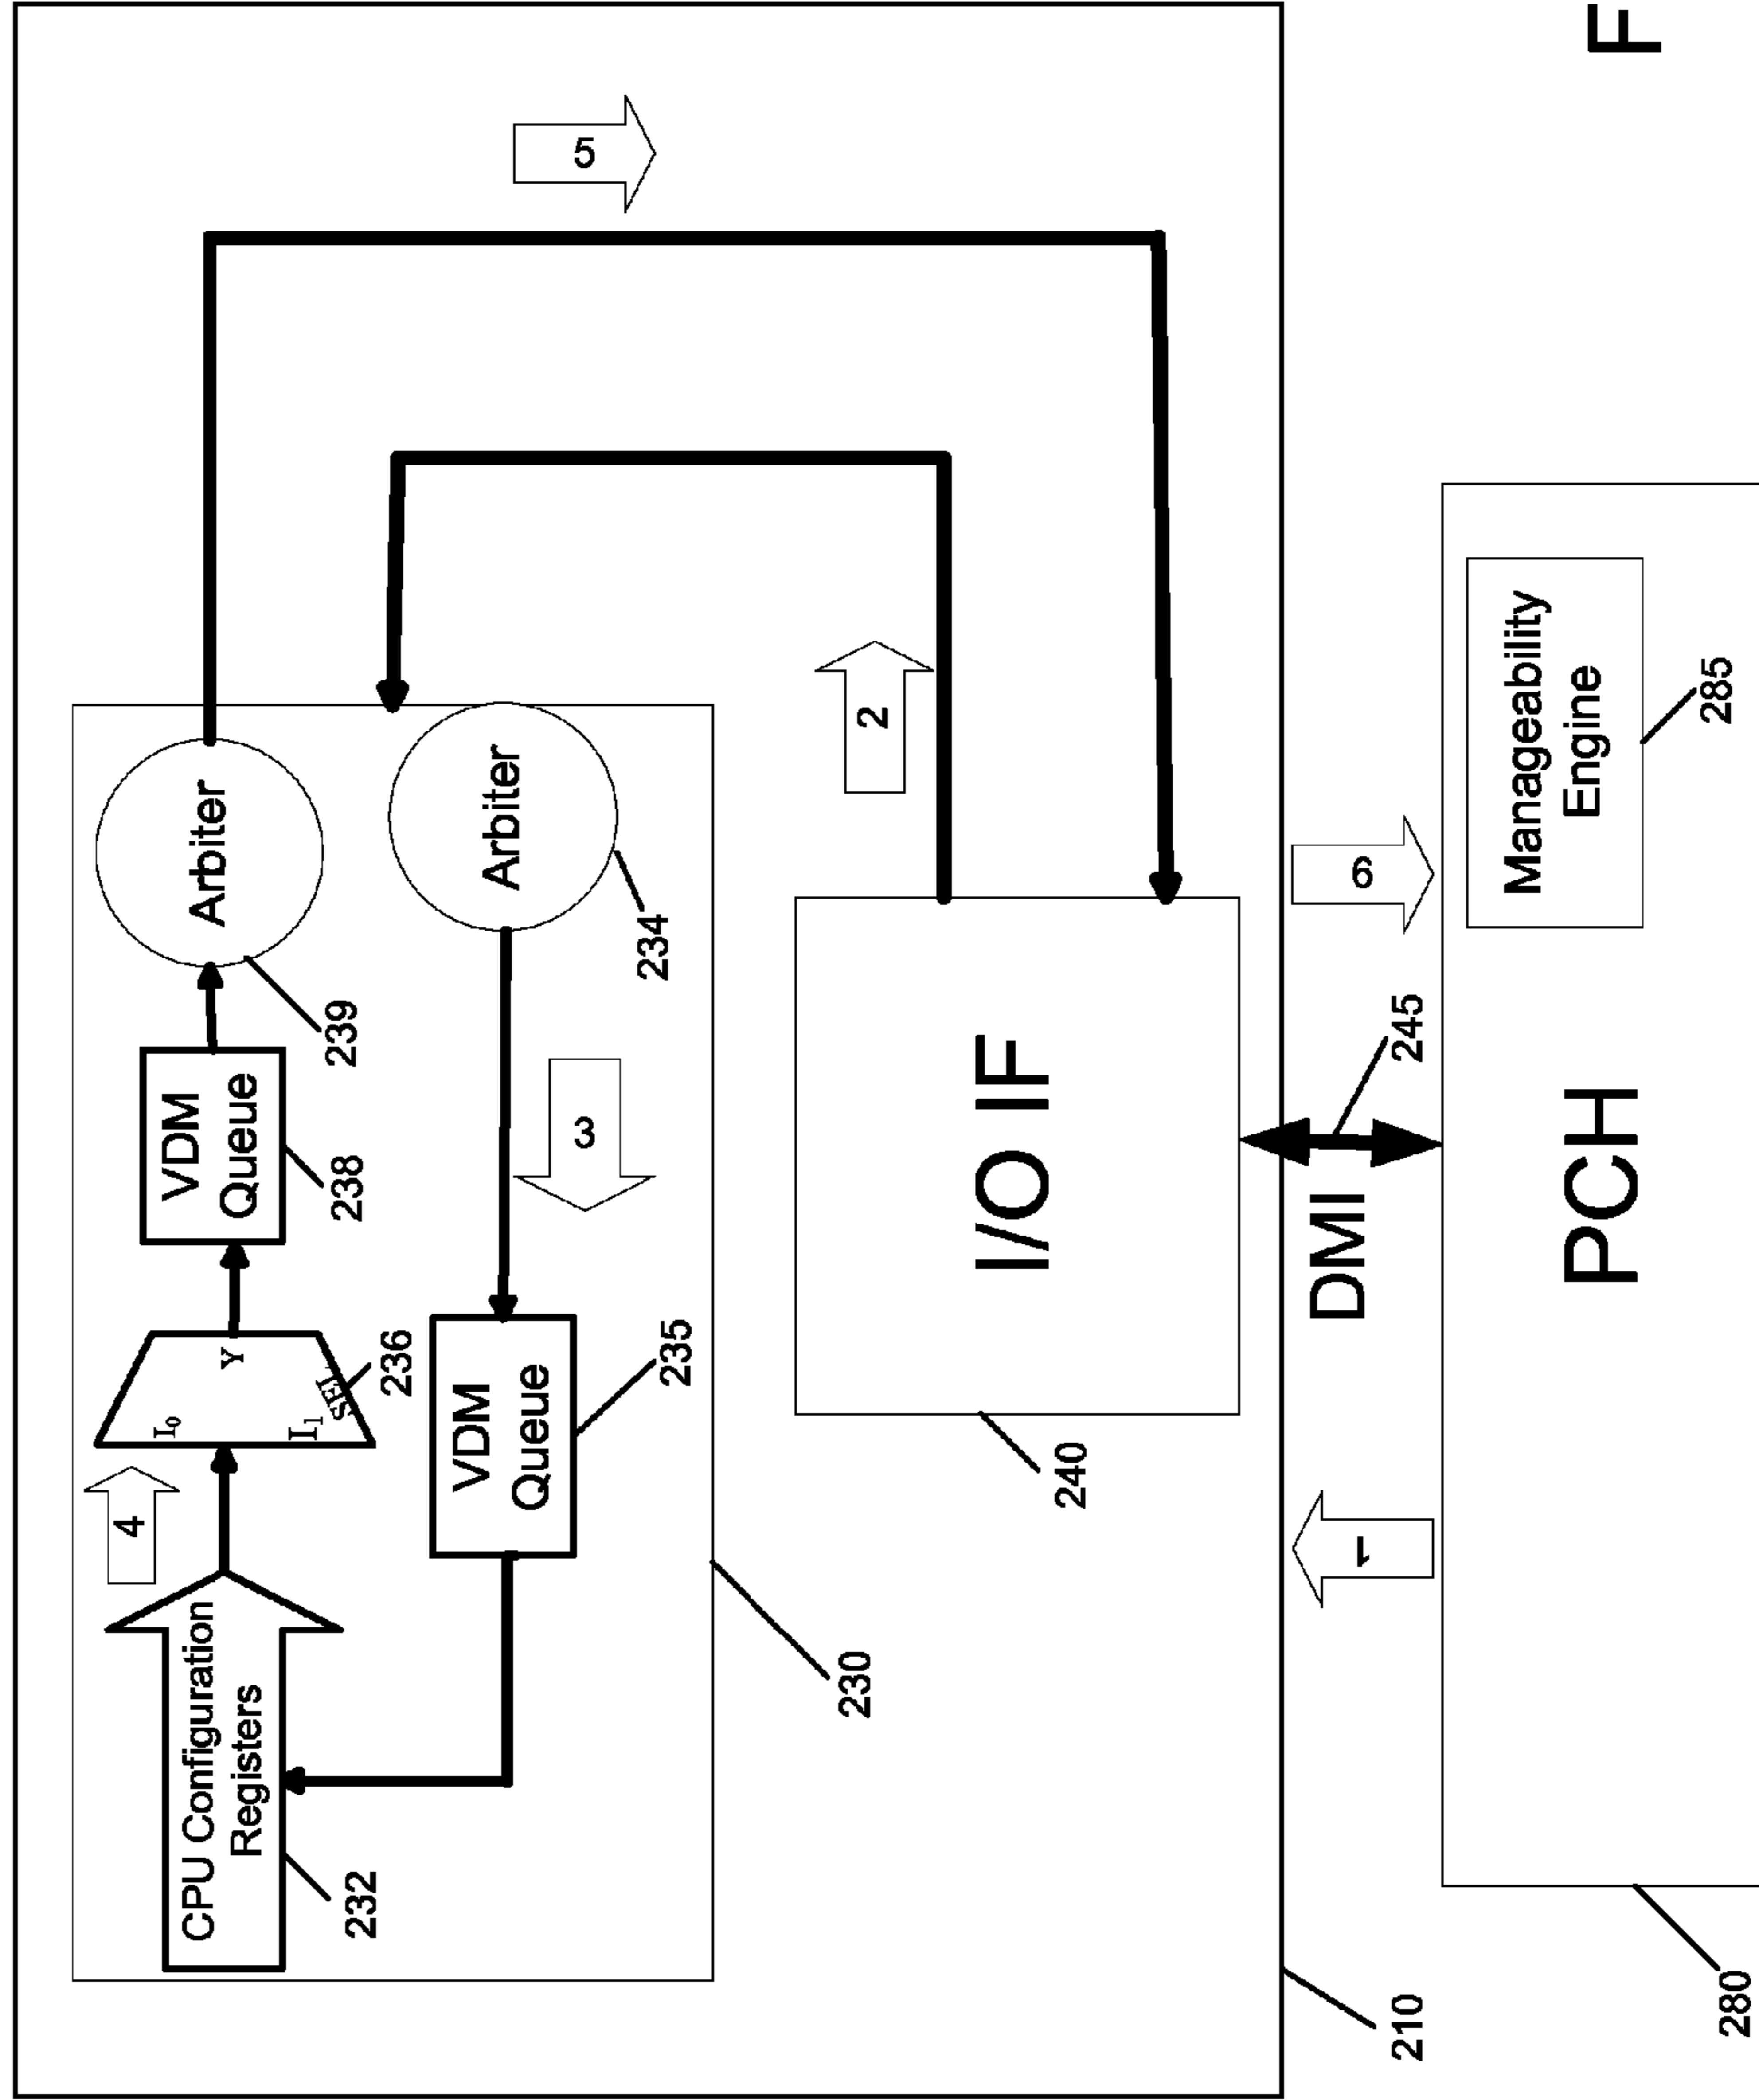 CPU Configuration
Registers
232
4
I0
I1
SEL
Y
236
VDM
Queue
238
Arbiter
239
5
VDM
Queue
235
3
Arbiter
234
230
2
I/O IF
240
210
1
DMI
245
6
PCH
280
Manageability
Engine
285
F